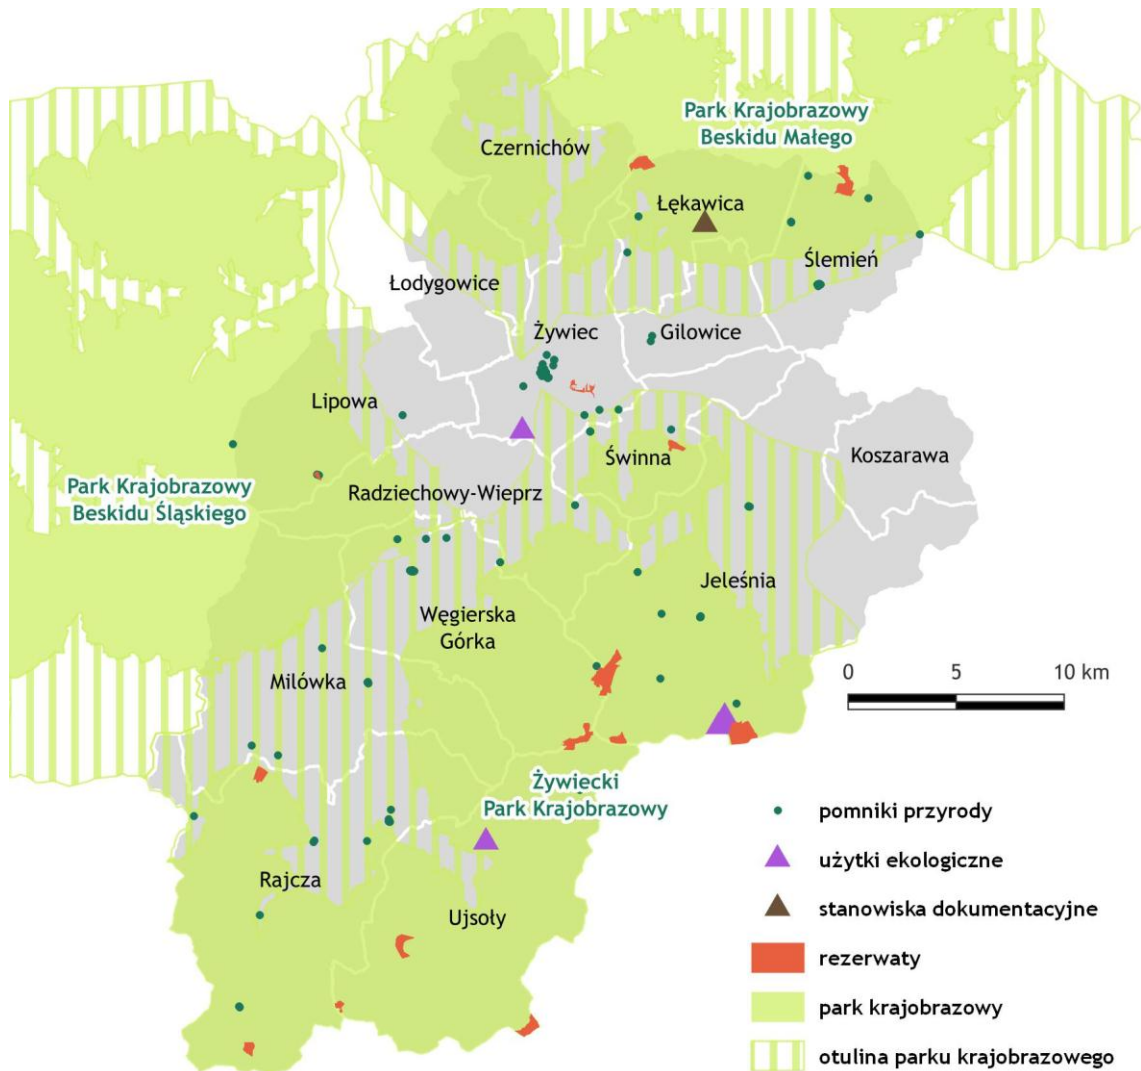 Park Krajobrazowy
Beskidu Małego
Czernichów
Łękawica
Ślemień
Łodygowice
Żywiec
Gilowice
Lipowa
Koszarawa
Świnna
Park Krajobrazowy
Beskidu Śląskiego
Radziechowy-Wieprz
Jeleśnia
Węgierska
Górka
Milówka
0 5 10 km
Żywiecki
Park Krajobrazowy
Rajcza
Ujsoły
pomniki przyrody
użytki ekologiczne
stanowiska dokumentacyjne
rezerwaty
park krajobrazowy
otulina parku krajobrazowego